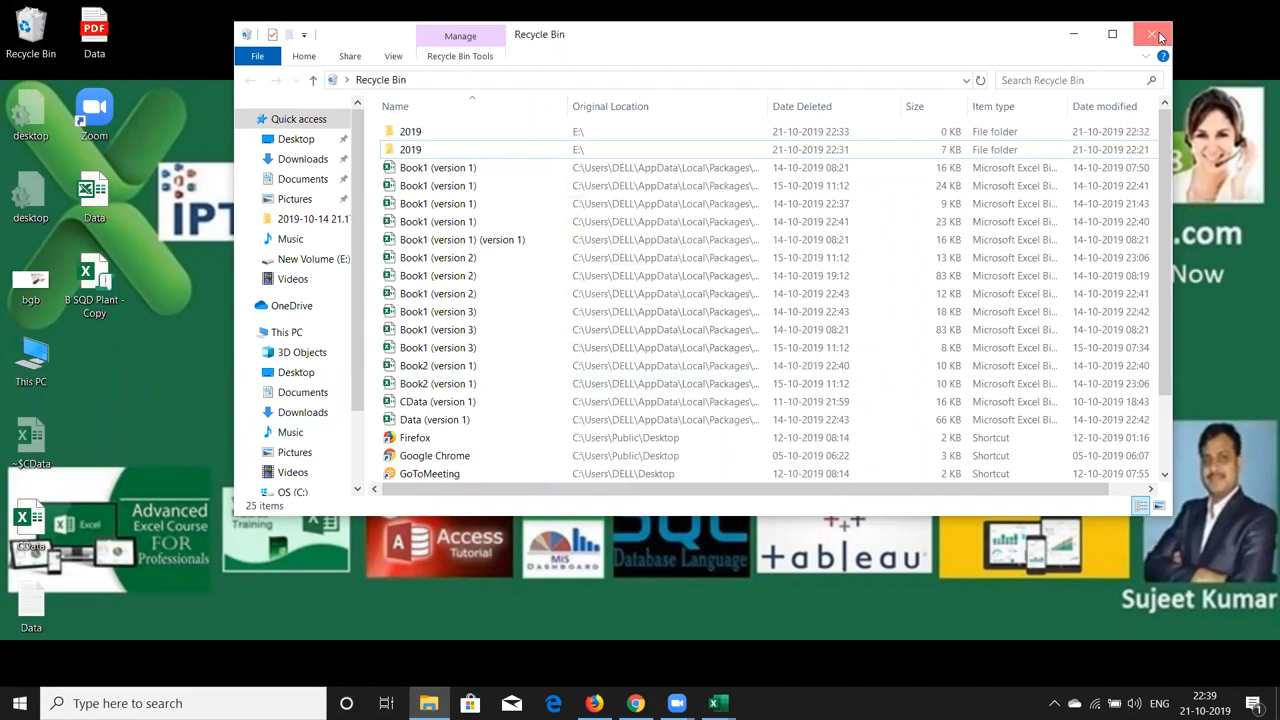 Recycle Bin
Data
desktop
Zoom
desktop
Data
bgb
B SQD Plant - Copy
This PC
~$CData
CData
Data
Manage
Recycle Bin
File
Home
Share
View
Recycle Bin Tools
Recycle Bin
Search Recycle Bin
Name Original Location Date Deleted Size Item type Date modified
2019 E:\ 21-10-2019 22:33 0 KB File folder 21-10-2019 22:32
2019 E:\ 21-10-2019 22:31 7 KB File folder 21-10-2019 22:21
Book1 (version 1) C:\Users\DELL\AppData\Local\Packages\... 14-10-2019 08:21 16 KB Microsoft Excel Bi... 14-10-2019 07:50
Book1 (version 1) C:\Users\DELL\AppData\Local\Packages\... 15-10-2019 11:12 24 KB Microsoft Excel Bi... 14-10-2019 22:41
Book1 (version 1) C:\Users\DELL\AppData\Local\Packages\... 14-10-2019 22:37 9 KB Microsoft Excel Bi... 14-10-2019 21:43
Book1 (version 1) C:\Users\DELL\AppData\Local\Packages\... 14-10-2019 22:41 23 KB Microsoft Excel Bi... 14-10-2019 22:40
Book1 (version 1) (version 1) C:\Users\DELL\AppData\Local\Packages\... 14-10-2019 08:21 16 KB Microsoft Excel Bi... 14-10-2019 08:21
Book1 (version 2) C:\Users\DELL\AppData\Local\Packages\... 15-10-2019 11:12 13 KB Microsoft Excel Bi... 14-10-2019 23:06
Book1 (version 2) C:\Users\DELL\AppData\Local\Packages\... 14-10-2019 19:12 83 KB Microsoft Excel Bi... 14-10-2019 08:19
Book1 (version 2) C:\Users\DELL\AppData\Local\Packages\... 14-10-2019 22:43 12 KB Microsoft Excel Bi... 14-10-2019 22:41
Book1 (version 3) C:\Users\DELL\AppData\Local\Packages\... 14-10-2019 22:43 18 KB Microsoft Excel Bi... 14-10-2019 22:42
Book1 (version 3) C:\Users\DELL\AppData\Local\Packages\... 14-10-2019 08:21 83 KB Microsoft Excel Bi... 14-10-2019 08:21
Book1 (version 3) C:\Users\DELL\AppData\Local\Packages\... 15-10-2019 11:12 8 KB Microsoft Excel Bi... 15-10-2019 07:34
Book2 (version 1) C:\Users\DELL\AppData\Local\Packages\... 14-10-2019 22:40 10 KB Microsoft Excel Bi... 14-10-2019 22:40
Book2 (version 1) C:\Users\DELL\AppData\Local\Packages\... 15-10-2019 11:12 10 KB Microsoft Excel Bi... 14-10-2019 23:06
CData (version 1) C:\Users\DELL\AppData\Local\Packages\... 11-10-2019 21:59 16 KB Microsoft Excel Bi... 10-10-2019 18:43
Data (version 1) C:\Users\DELL\AppData\Local\Packages\... 14-10-2019 22:43 66 KB Microsoft Excel Bi... 14-10-2019 22:39
Firefox C:\Users\Public\Desktop 12-10-2019 08:14 2 KB Shortcut 12-10-2019 01:16
Google Chrome C:\Users\Public\Desktop 05-10-2019 06:22 3 KB Shortcut 05-10-2019 06:07
GoToMeeting C:\Users\DELL\Desktop 12-10-2019 08:14 2 KB Shortcut 12-10-2019 07:55
Quick access
Desktop
Downloads
Documents
Pictures
2019-10-14 21.1
Music
New Volume (E:)
Videos
OneDrive
This PC
3D Objects
Desktop
Documents
Downloads
Music
Pictures
Videos
OS (C:)
25 items
IPT
.com
Now
Advanced Excel Course FOR Professionals
Training
Access Tutorial
MIS DASHBOARD
SQL
Database Language
tableau
Sujeet Kumar
PDF
Type here to search
ENG
22:39
21-10-2019
1